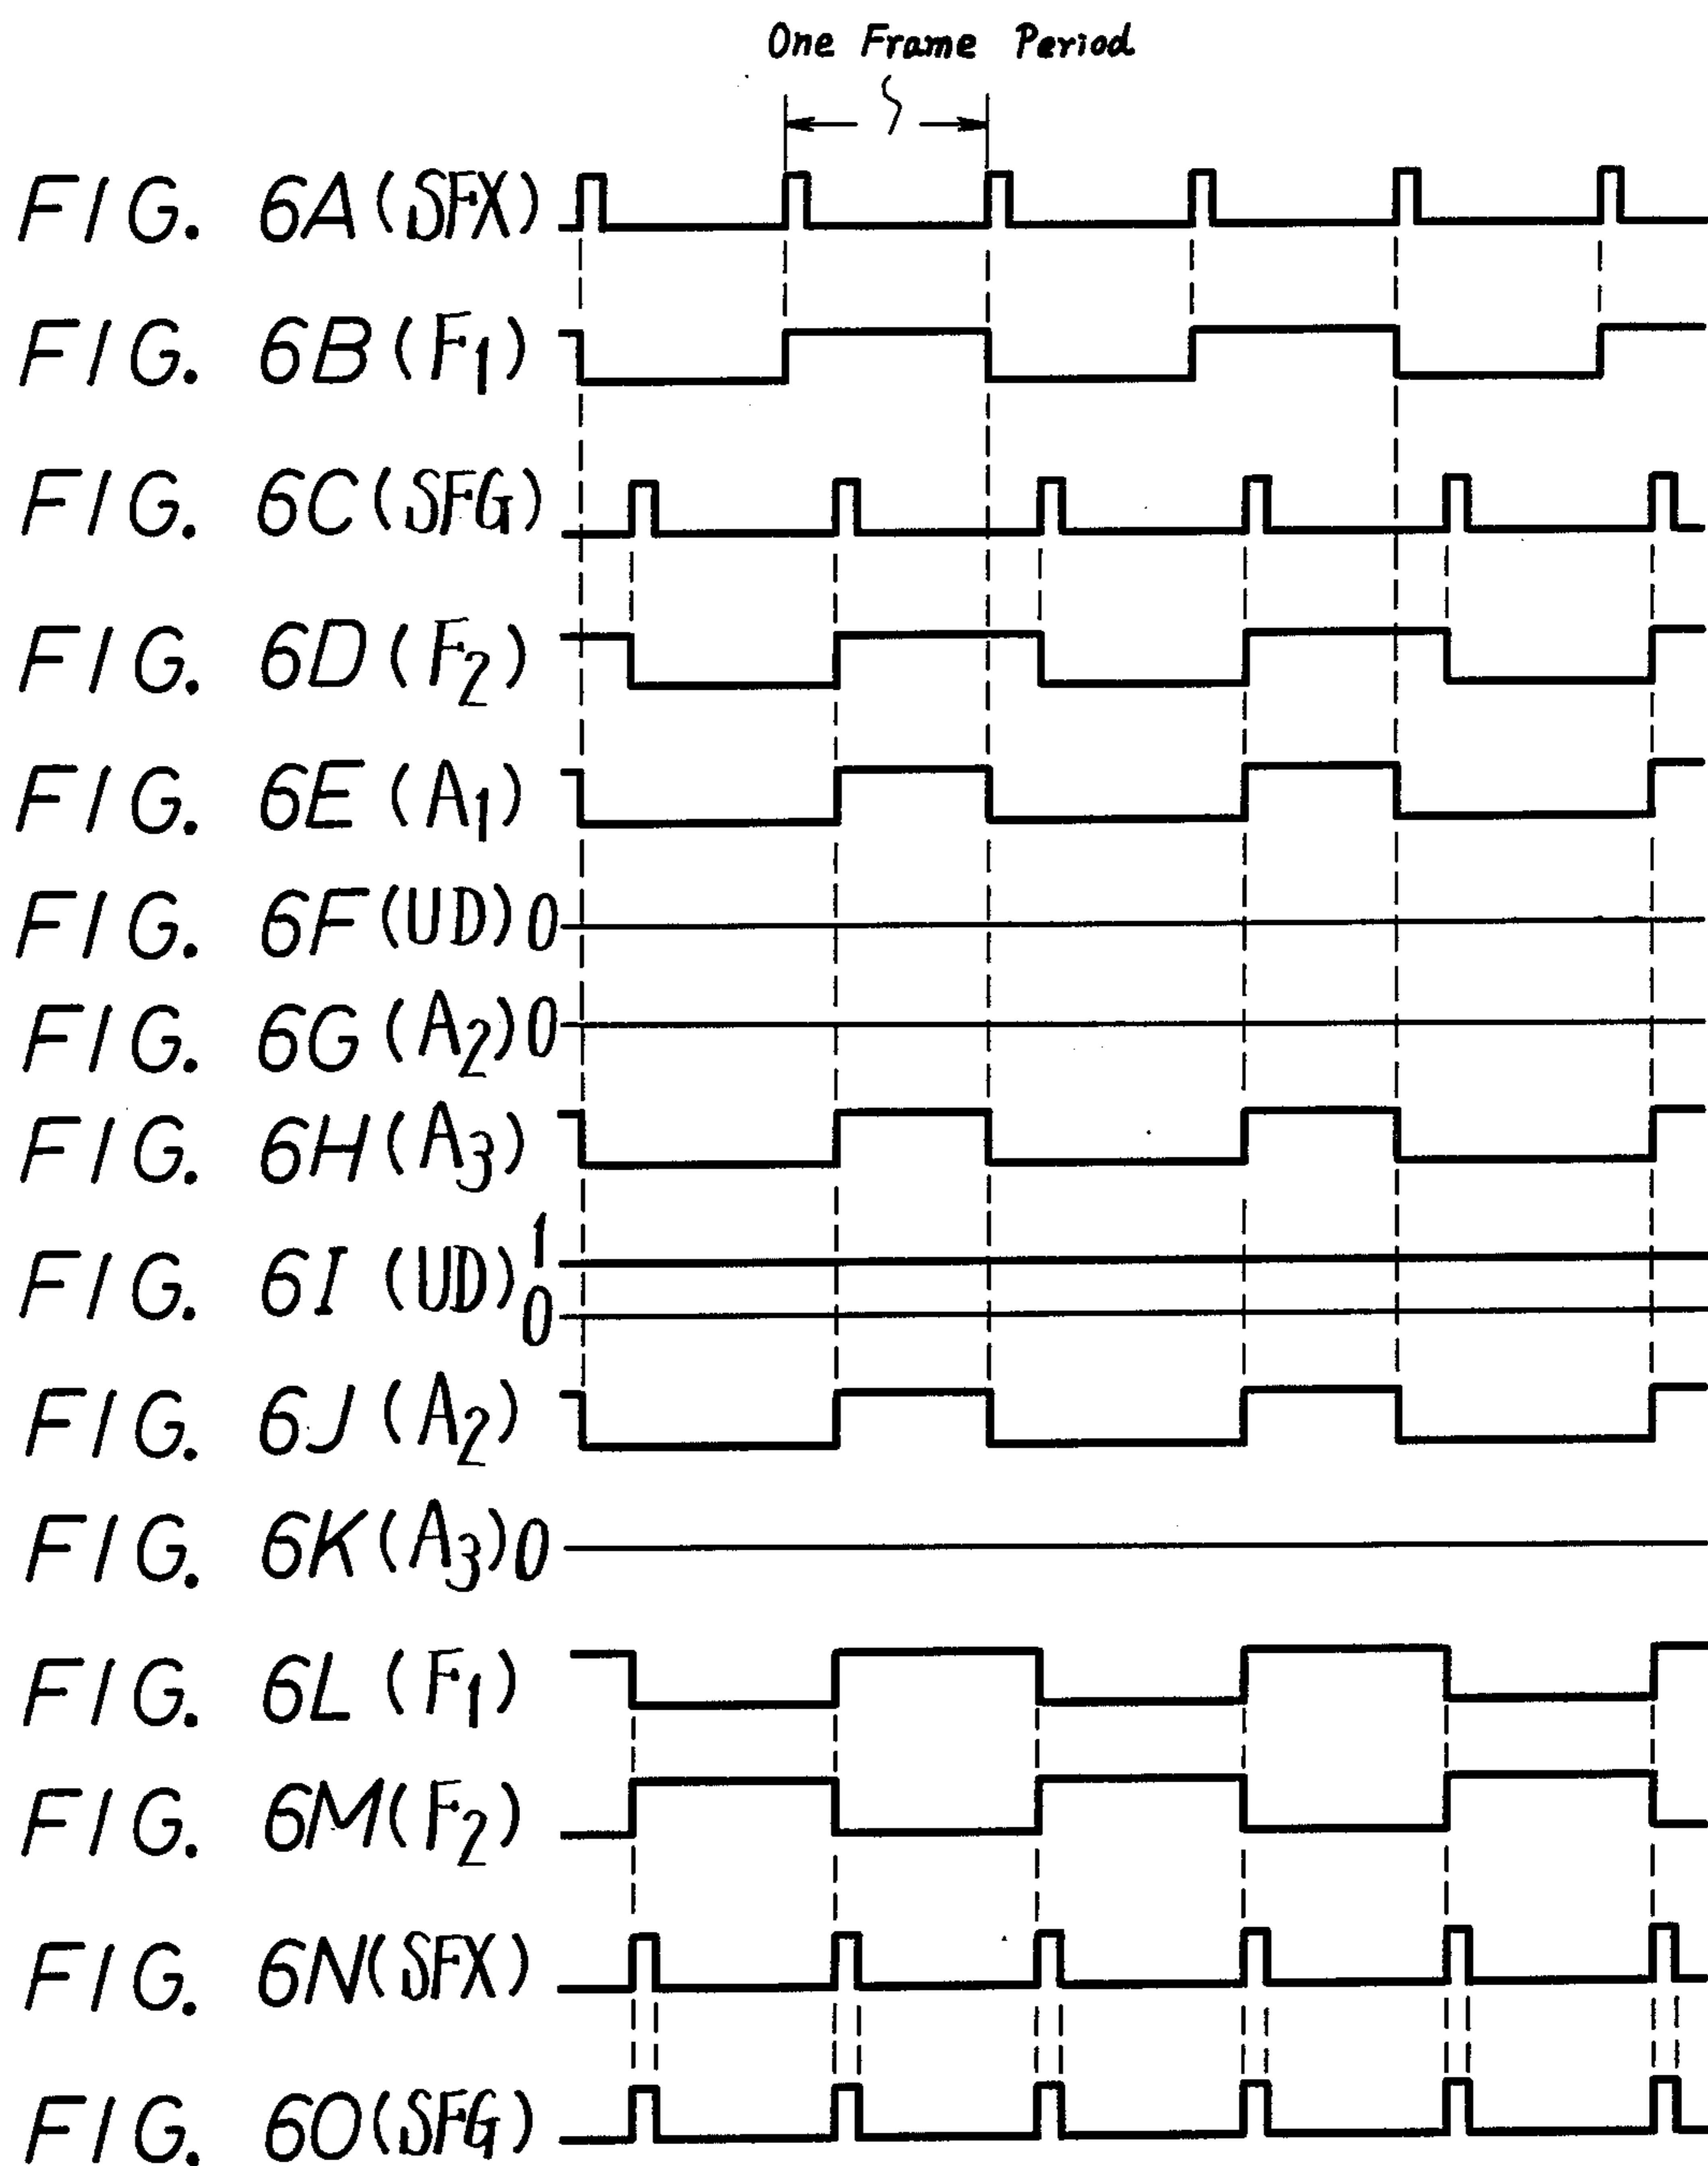 One Frame Period
FIG. 6A (SFX)
FIG. 6B (F1)
FIG. 6C (SFG)
FIG. 6D (F2)
FIG. 6E (A1)
FIG. 6F (UD) 0
FIG. 6G (A2) 0
FIG. 6H (A3)
FIG. 6I (UD) 1
0
FIG. 6J (A2)
FIG. 6K (A3) 0
FIG. 6L (F1)
FIG. 6M (F2)
FIG. 6N (SFX)
FIG. 6O (SFG)